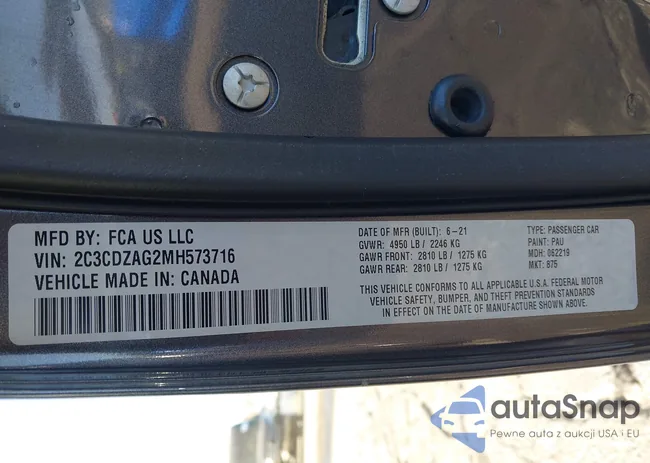 MFD BY: FCA US LLC
VIN: 2C3CDZAG2MH573716
VEHICLE MADE IN: CANADA
DATE OF MFR (BUILT): 6-21
GVWR: 4950 LB / 2246 KG
GAWR FRONT: 2810 LB / 1275 KG
GAWR REAR: 2810 LB / 1275 KG
TYPE: PASSENGER CAR
PAINT: PAU
MDH: 062219
MKT: 875
THIS VEHICLE CONFORMS TO ALL APPLICABLE U.S.A. FEDERAL MOTOR
VEHICLE SAFETY, BUMPER, AND THEFT PREVENTION STANDARDS
IN EFFECT ON THE DATE OF MANUFACTURE SHOWN ABOVE.
autoSnap
Pewne auta z aukcji USA i EU